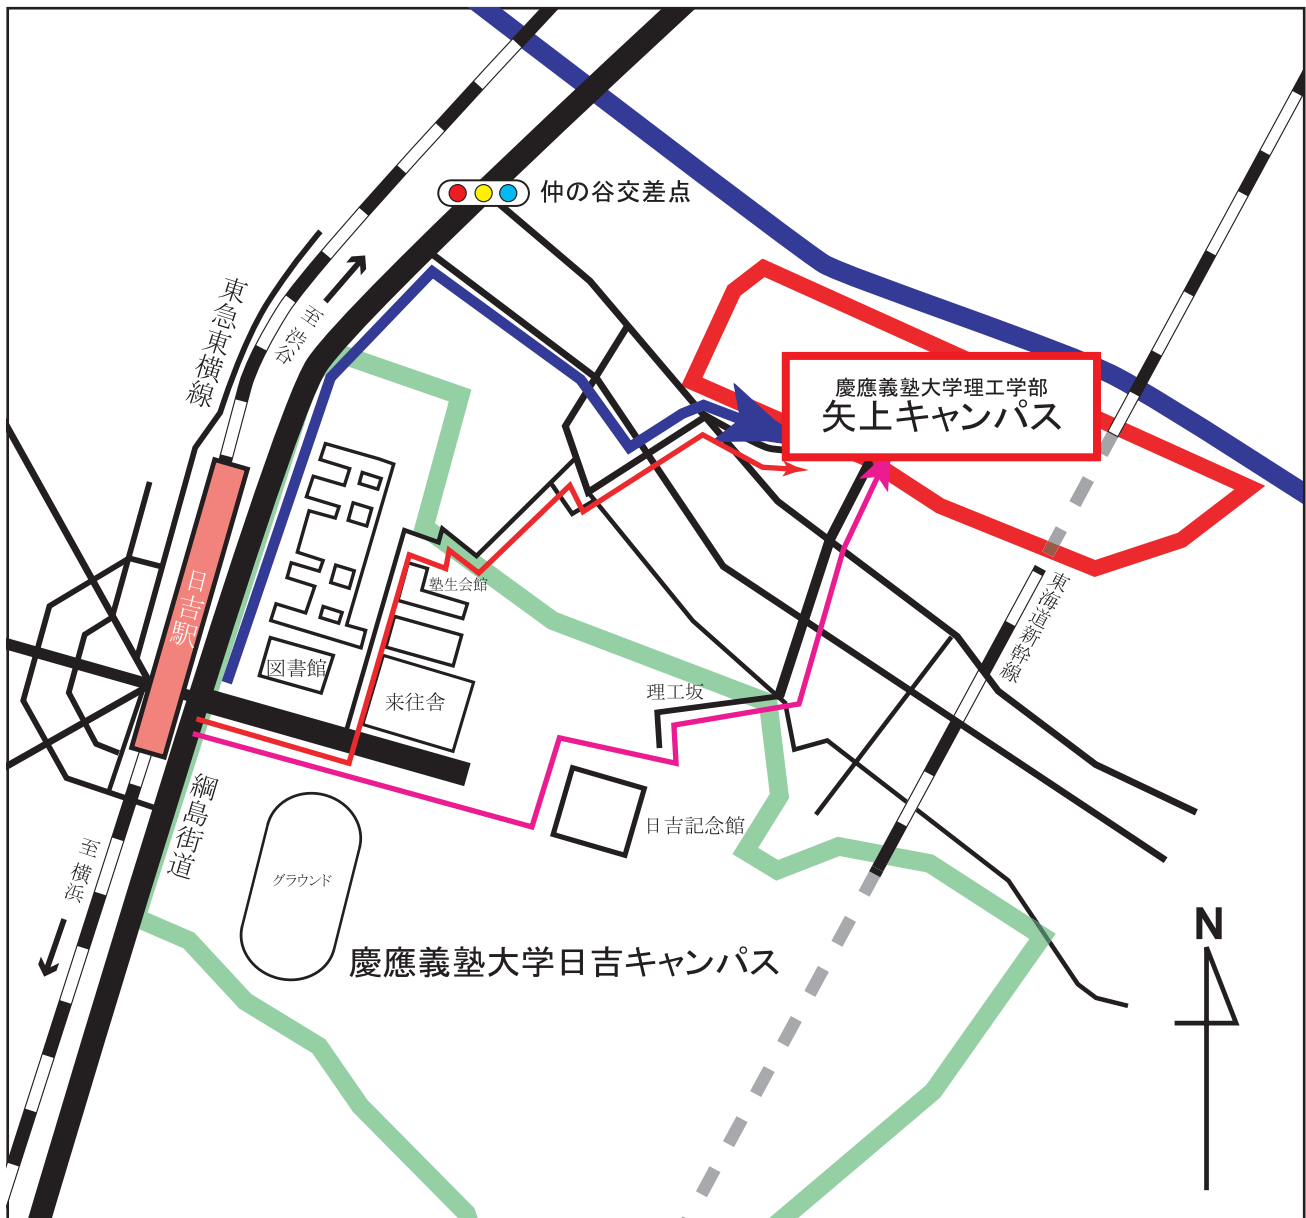 仲の谷交差点
東急東横線
至渋谷
慶應義塾大学理工学部
矢上キャンパス
日吉駅
塾生会館
図書館
来往舎
理工坂
東海道新幹線
綱島街道
至横浜
日吉記念館
グラウンド
慶應義塾大学日吉キャンパス
N